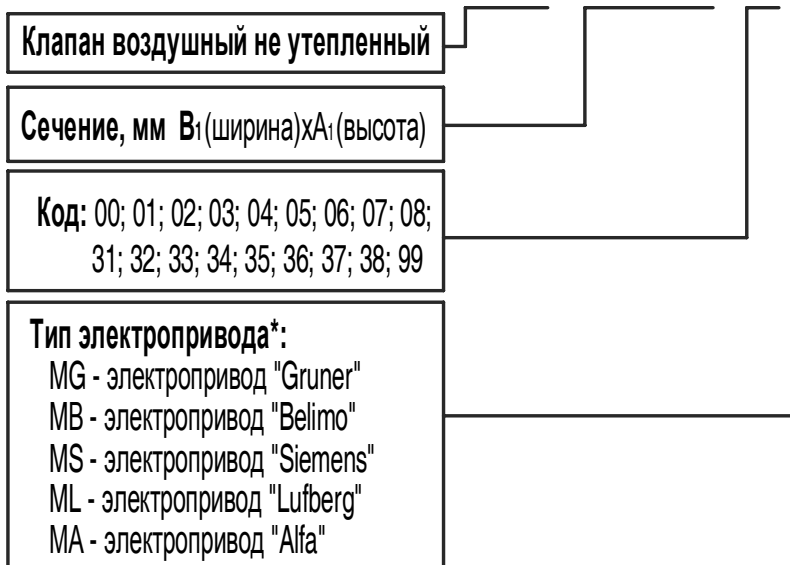 Клапан воздушный не утепленный
Сечение, мм B1(ширина)xA1(высота)
Код: 00; 01; 02; 03; 04; 05; 06; 07; 08;
31; 32; 33; 34; 35; 36; 37; 38; 99
Тип электропривода*:
MG - электропривод "Gruner"
MB - электропривод "Belimo"
MS - электропривод "Siemens"
ML - электропривод "Lufberg"
MA - электропривод "Alfa"